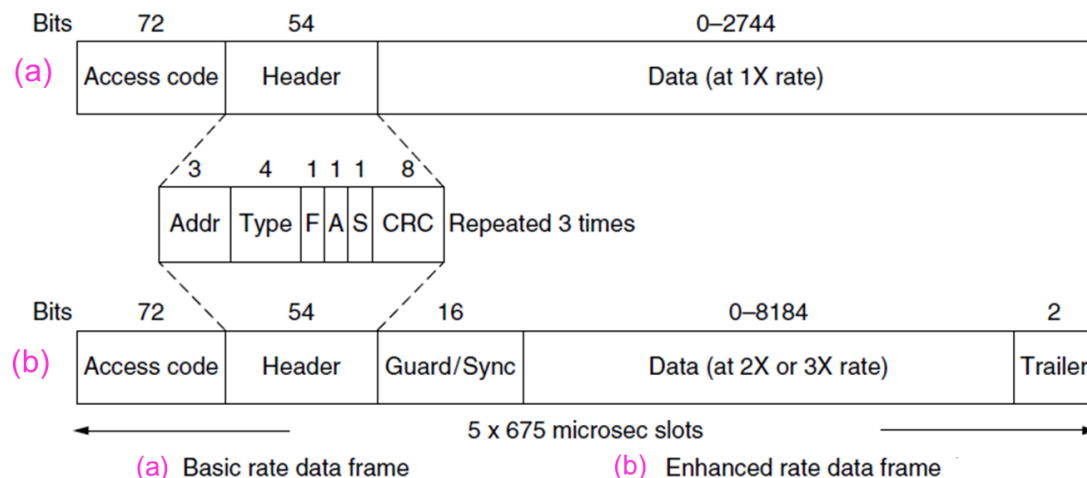 Bits 72 54 0–2744
(a) Access code Header Data (at 1X rate)
3 4 1 1 1 8
Addr Type F A S CRC Repeated 3 times
Bits 72 54 16 0–8184 2
(b) Access code Header Guard/Sync Data (at 2X or 3X rate) Trailer
5 x 675 microsec slots
(a) Basic rate data frame (b) Enhanced rate data frame